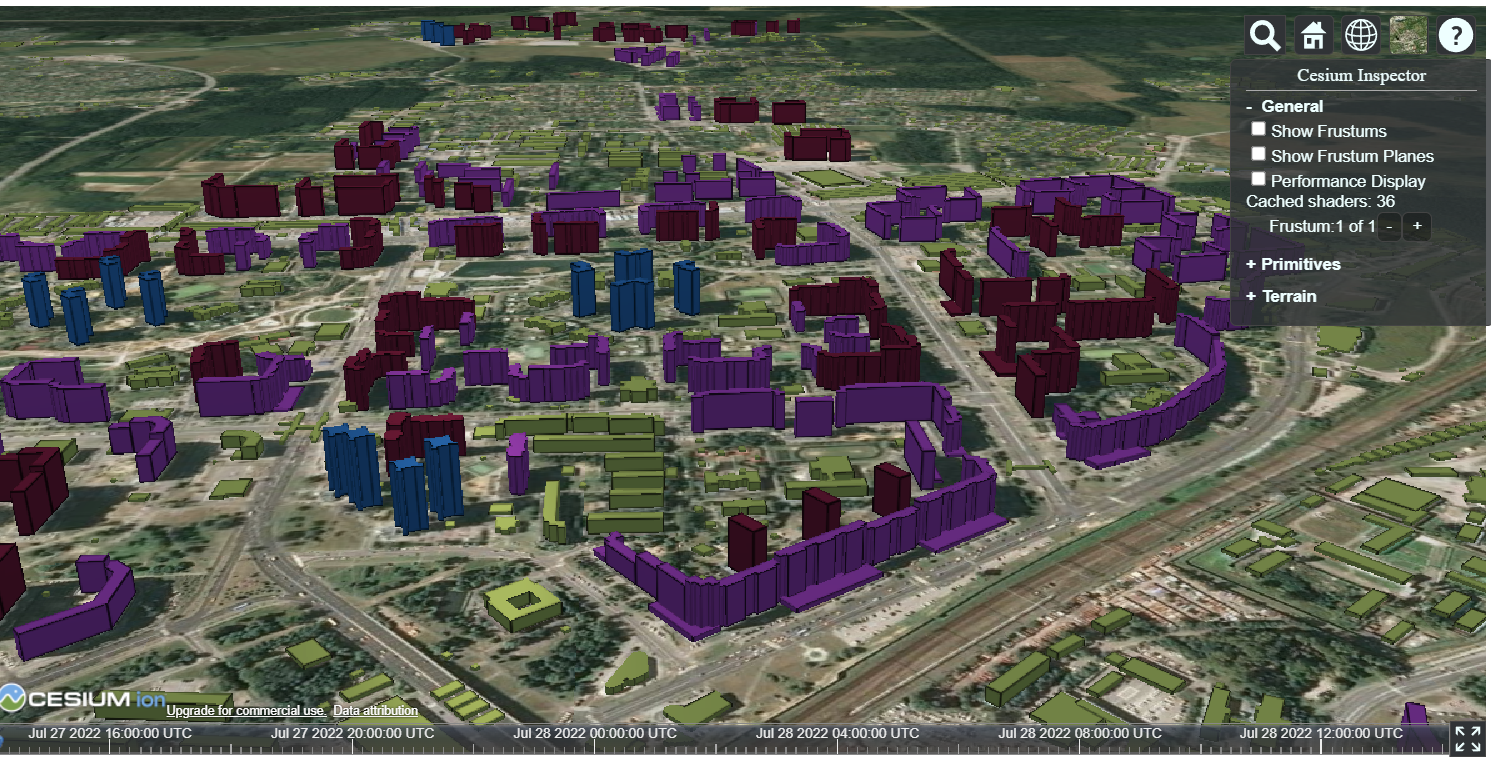 ?
Cesium Inspector
- General
Show Frustums
Show Frustum Planes
Performance Display
Cached shaders: 36
Frustum:1 of 1 - +
+ Primitives
+ Terrain
CESIUM ion
Upgrade for commercial use. Data attribution
Jul 27 2022 16:00:00 UTC Jul 27 2022 20:00:00 UTC Jul 28 2022 00:00:00 UTC Jul 28 2022 04:00:00 UTC Jul 28 2022 08:00:00 UTC Jul 28 2022 12:00:00 UTC